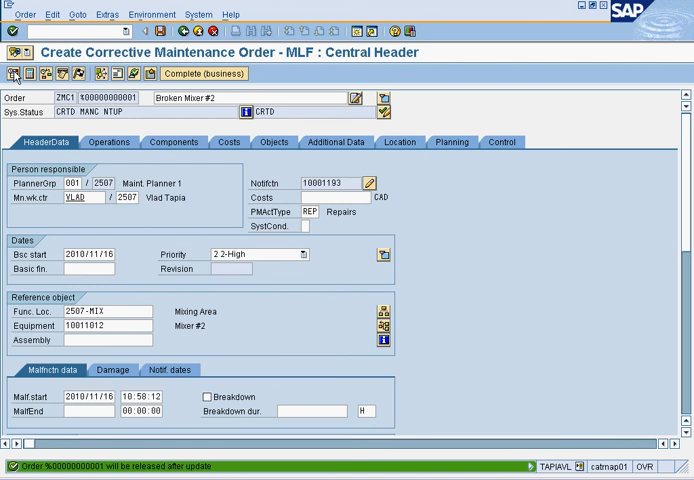 Order Edit Goto Extras Environment System Help
SAP
Create Corrective Maintenance Order - MLF : Central Header
Complete (business)
Order ZMC1 %00000000001 Broken Mixer #2
Sys.Status CRTD MANC NTUP CRTD
HeaderData Operations Components Costs Objects Additional Data Location Planning Control
Person responsible
PlannerGrp 001 / 2507 Maint. Planner 1 Notifctn 10001193
Mn.wk.ctr VLAD / 2507 Vlad Tapia Costs CAD
PMActType REP Repairs
SystCond.
Dates
Bsc start 2010/11/16 Priority 2 2-High
Basic fin. Revision
Reference object
Func. Loc. 2507-MIX Mixing Area
Equipment 10011012 Mixer #2
Assembly
Malfnctn data Damage Notif. dates
Malf.start 2010/11/16 10:58:12 Breakdown
MalfEnd 00:00:00 Breakdown dur. H
Order %00000000001 will be released after update TAPIAVL catrnap01 OVR